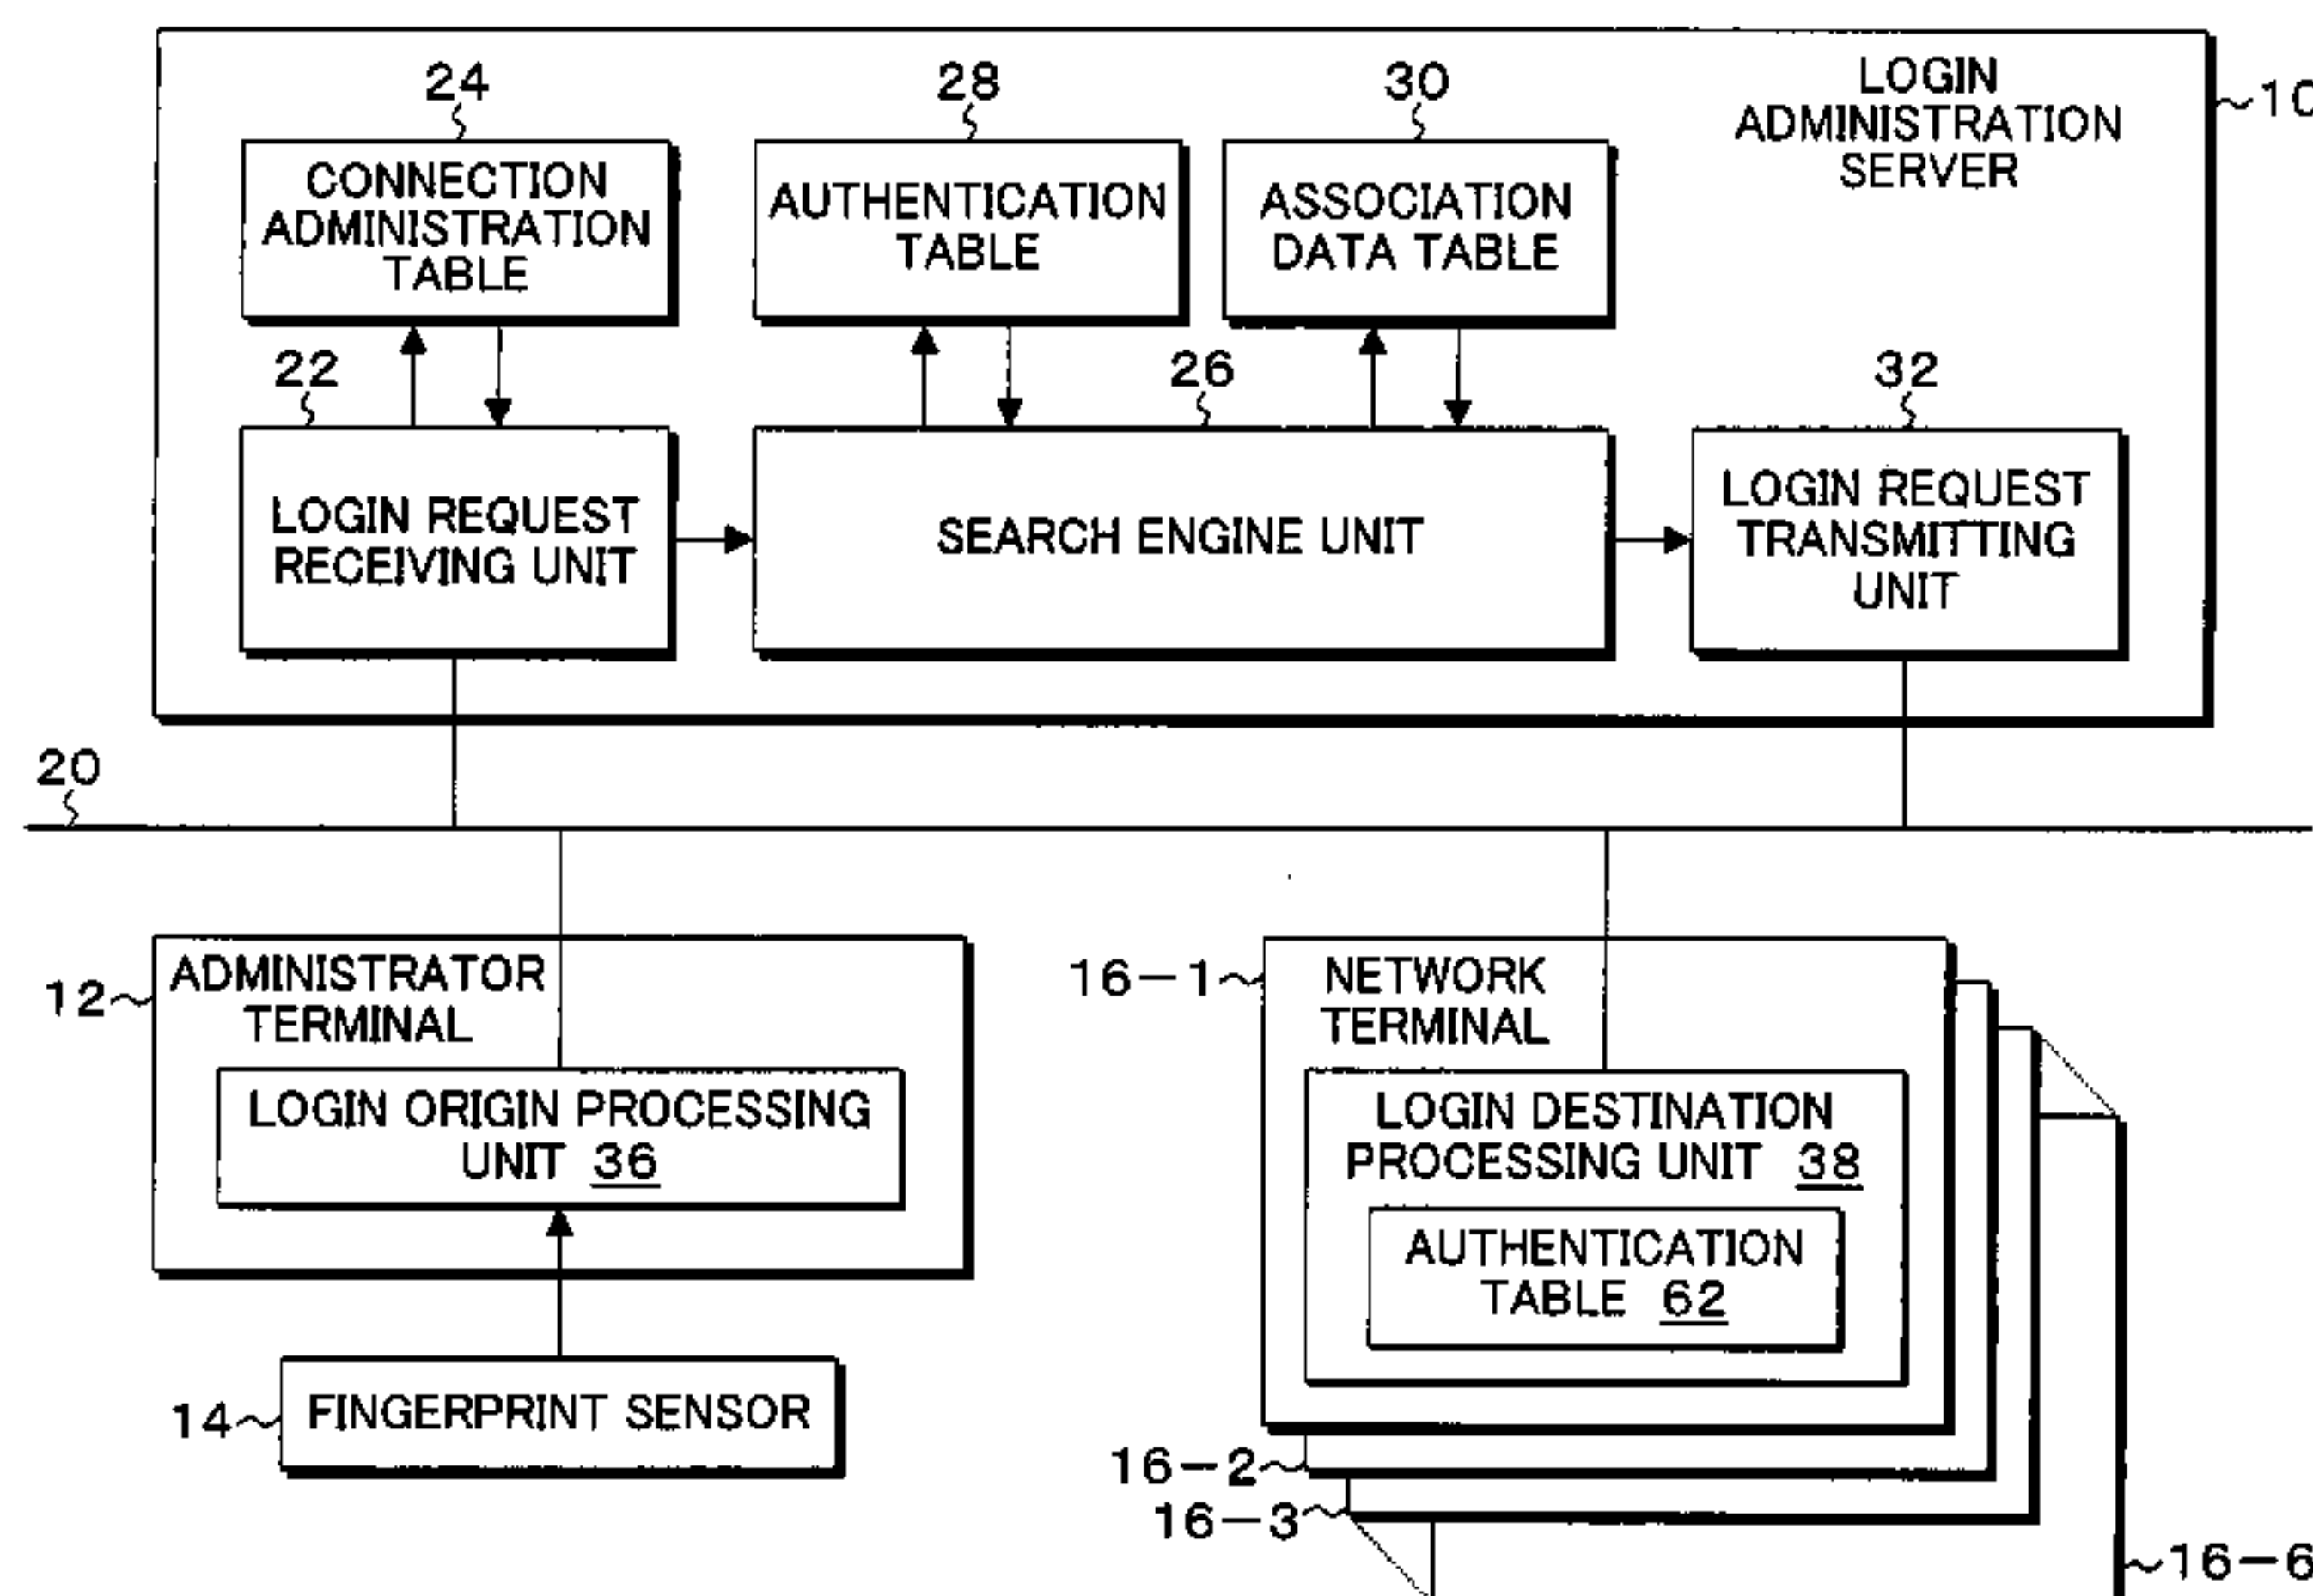 24
28
30
LOGIN
ADMINISTRATION
SERVER
10
CONNECTION
ADMINISTRATION
TABLE
AUTHENTICATION
TABLE
ASSOCIATION
DATA TABLE
22
26
32
LOGIN REQUEST
RECEIVING UNIT
SEARCH ENGINE UNIT
LOGIN REQUEST
TRANSMITTING
UNIT
20
12
ADMINISTRATOR
TERMINAL
LOGIN ORIGIN PROCESSING
UNIT 36
14
FINGERPRINT SENSOR
16-1
NETWORK
TERMINAL
LOGIN DESTINATION
PROCESSING UNIT 38
AUTHENTICATION
TABLE 62
16-2
16-3
16-6